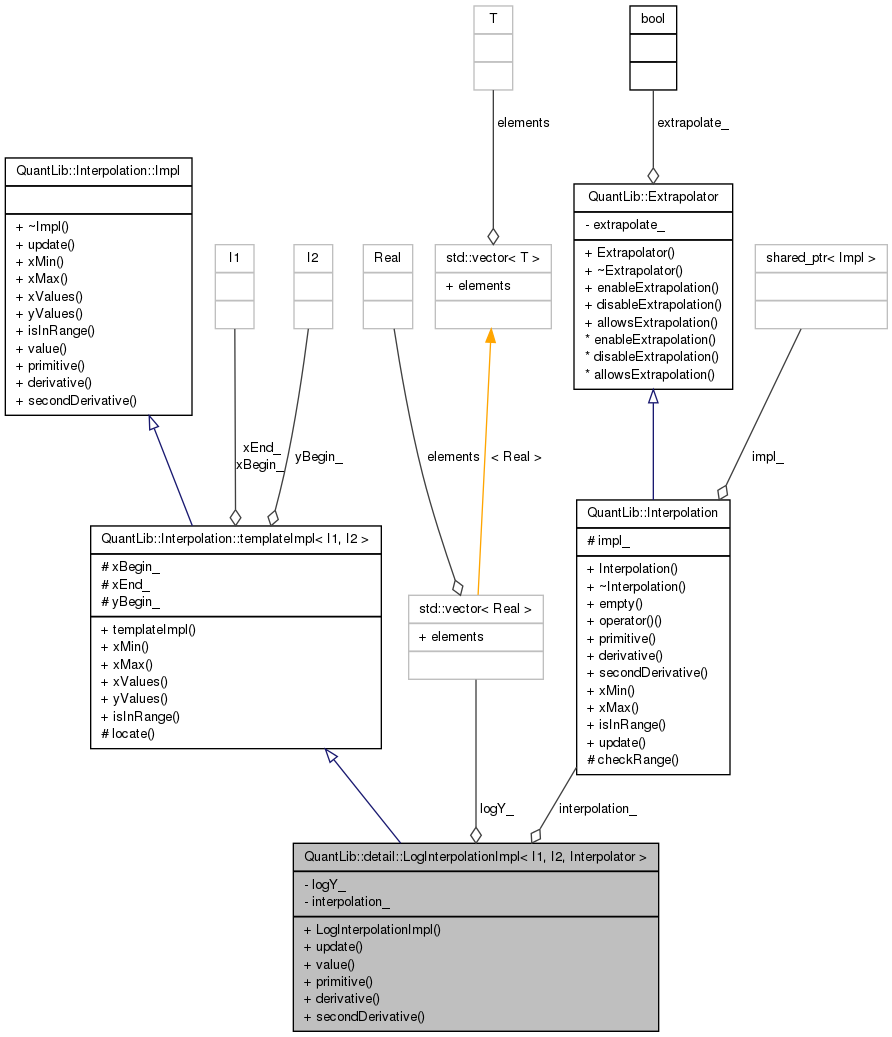 T
bool
elements
extrapolate_
QuantLib::Interpolation::Impl
+ ~Impl()
+ update()
+ xMin()
+ xMax()
+ xValues()
+ yValues()
+ isInRange()
+ value()
+ primitive()
+ derivative()
+ secondDerivative()
I1
I2
Real
std::vector< T >
+ elements
QuantLib::Extrapolator
- extrapolate_
+ Extrapolator()
+ ~Extrapolator()
+ enableExtrapolation()
+ disableExtrapolation()
+ allowsExtrapolation()
* enableExtrapolation()
* disableExtrapolation()
* allowsExtrapolation()
shared_ptr< Impl >
xEnd_
xBegin_
yBegin_
elements
< Real >
impl_
QuantLib::Interpolation::templateImpl< I1, I2 >
# xBegin_
# xEnd_
# yBegin_
+ templateImpl()
+ xMin()
+ xMax()
+ xValues()
+ yValues()
+ isInRange()
# locate()
std::vector< Real >
+ elements
QuantLib::Interpolation
# impl_
+ Interpolation()
+ ~Interpolation()
+ empty()
+ operator()()
+ primitive()
+ derivative()
+ secondDerivative()
+ xMin()
+ xMax()
+ isInRange()
+ update()
# checkRange()
logY_
interpolation_
QuantLib::detail::LogInterpolationImpl< I1, I2, Interpolator >
- logY_
- interpolation_
+ LogInterpolationImpl()
+ update()
+ value()
+ primitive()
+ derivative()
+ secondDerivative()